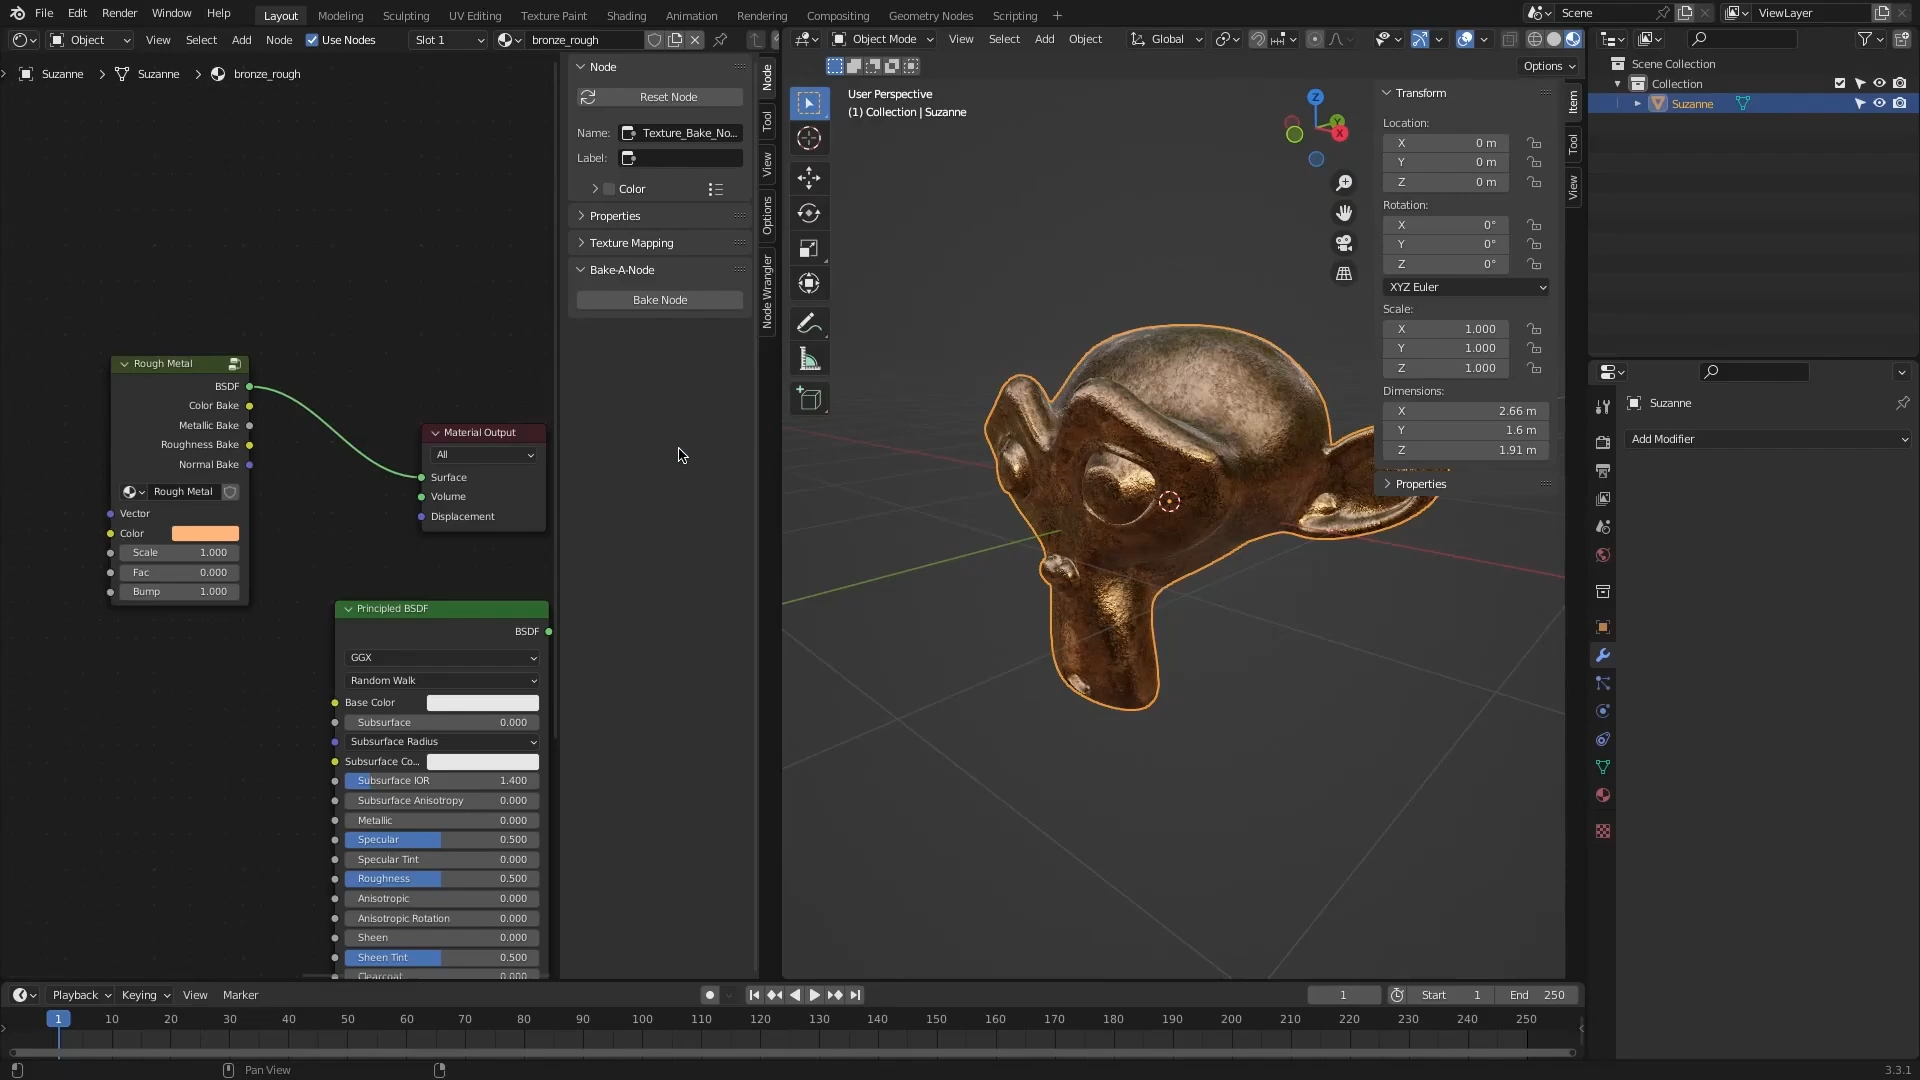 File Edit Render Window Help
Layout Modeling Sculpting UV Editing Texture Paint Shading Animation Rendering Compositing Geometry Nodes Scripting +
Scene
ViewLayer
Object View Select Add Node Use Nodes Slot 1 bronze_rough
Object Mode View Select Add Object Global
Options
Suzanne > Suzanne > bronze_rough
Node
Reset Node
Name: Texture_Bake_No...
Label:
Color
Properties
Texture Mapping
Bake-A-Node
Bake Node
Node
Tool
View
Options
Node Wrangler
User Perspective
(1) Collection | Suzanne
Z
Y
X
Transform
Location:
X 0 m
Y 0 m
Z 0 m
Rotation:
X 0°
Y 0°
Z 0°
XYZ Euler
Scale:
X 1.000
Y 1.000
Z 1.000
Dimensions:
X 2.66 m
Y 1.6 m
Z 1.91 m
Properties
Item
Tool
View
Scene Collection
Collection
Suzanne
Suzanne
Add Modifier
Rough Metal
BSDF
Color Bake
Metallic Bake
Roughness Bake
Normal Bake
Rough Metal
Vector
Color
Scale 1.000
Fac 0.000
Bump 1.000
Material Output
All
Surface
Volume
Displacement
Principled BSDF
BSDF
GGX
Random Walk
Base Color
Subsurface 0.000
Subsurface Radius
Subsurface Co...
Subsurface IOR 1.400
Subsurface Anisotropy 0.000
Metallic 0.000
Specular 0.500
Specular Tint 0.000
Roughness 0.500
Anisotropic 0.000
Anisotropic Rotation 0.000
Sheen 0.000
Sheen Tint 0.500
Clearcoat 0.000
Playback Keying View Marker
1 Start 1 End 250
1 10 20 30 40 50 60 70 80 90 100 110 120 130 140 150 160 170 180 190 200 210 220 230 240 250
Pan View
3.3.1